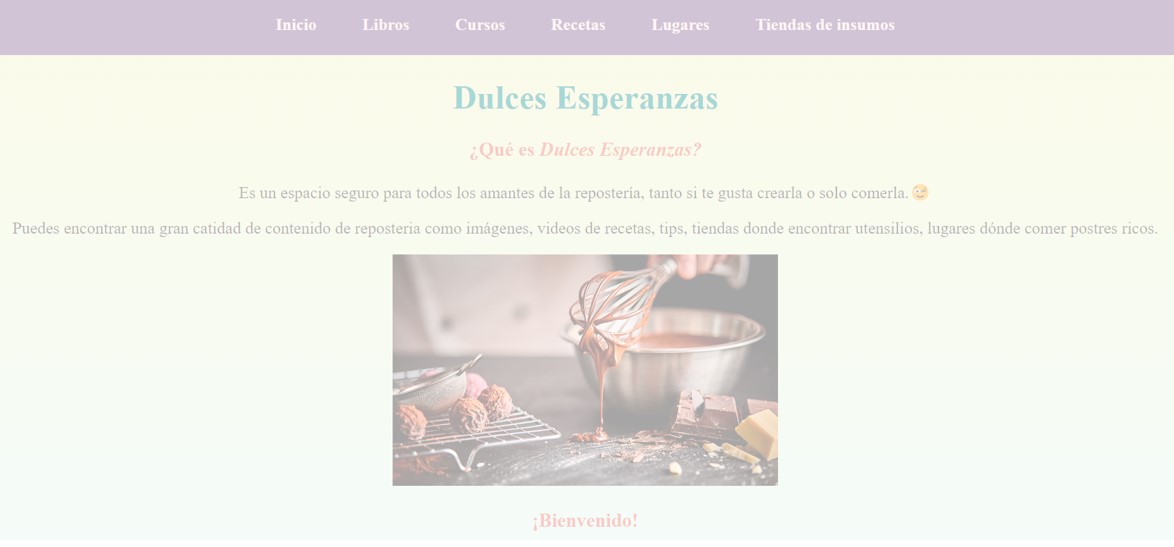 Inicio Libros Cursos Recetas Lugares Tiendas de insumos
Dulces Esperanzas
¿Qué es Dulces Esperanzas?
Es un espacio seguro para todos los amantes de la repostería, tanto si te gusta crearla o solo comerla.😉
Puedes encontrar una gran catidad de contenido de reposteria como imágenes, videos de recetas, tips, tiendas donde encontrar utensilios, lugares dónde comer postres ricos.
¡Bienvenido!